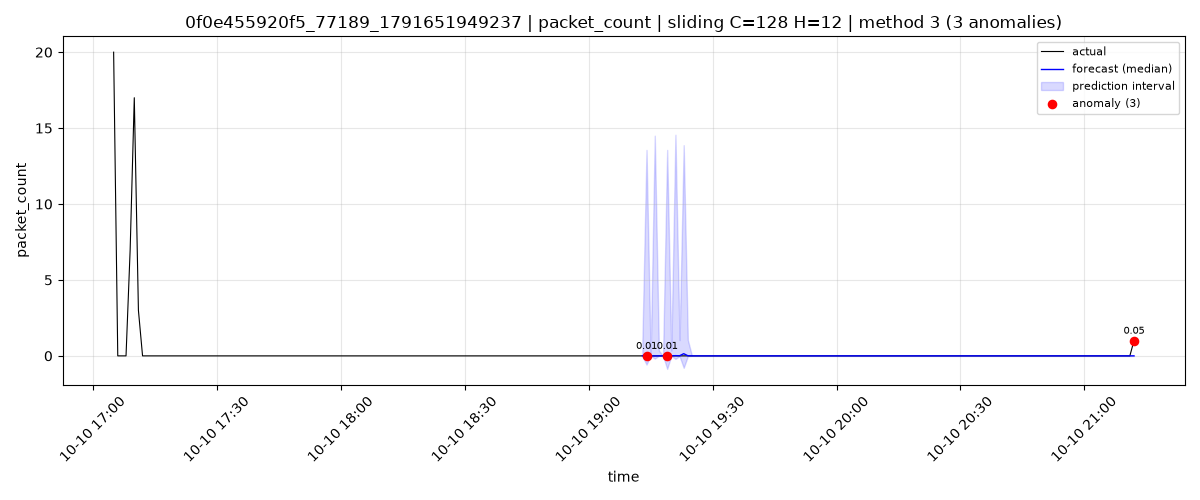 0f0e455920f5_77189_1791651949237 | packet_count | sliding C=128 H=12 | method 3 (3 anomalies)
actual
forecast (median)
prediction interval
anomaly (3)
20
15
10
5
0
packet_count
0.01
0.01
0.05
10-10 17:00
10-10 17:30
10-10 18:00
10-10 18:30
10-10 19:00
10-10 19:30
10-10 20:00
10-10 20:30
10-10 21:00
time